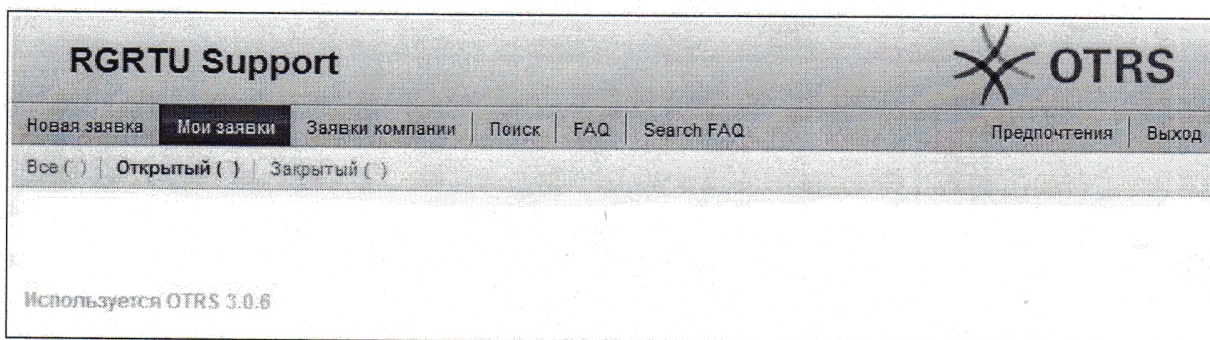 RGRTU Support
OTRS
Новая заявка Мои заявки Заявки компании Поиск FAQ Search FAQ Предпочтения Выход
Все ( ) Открытый ( ) Закрытый ( )
Используется OTRS 3.0.6